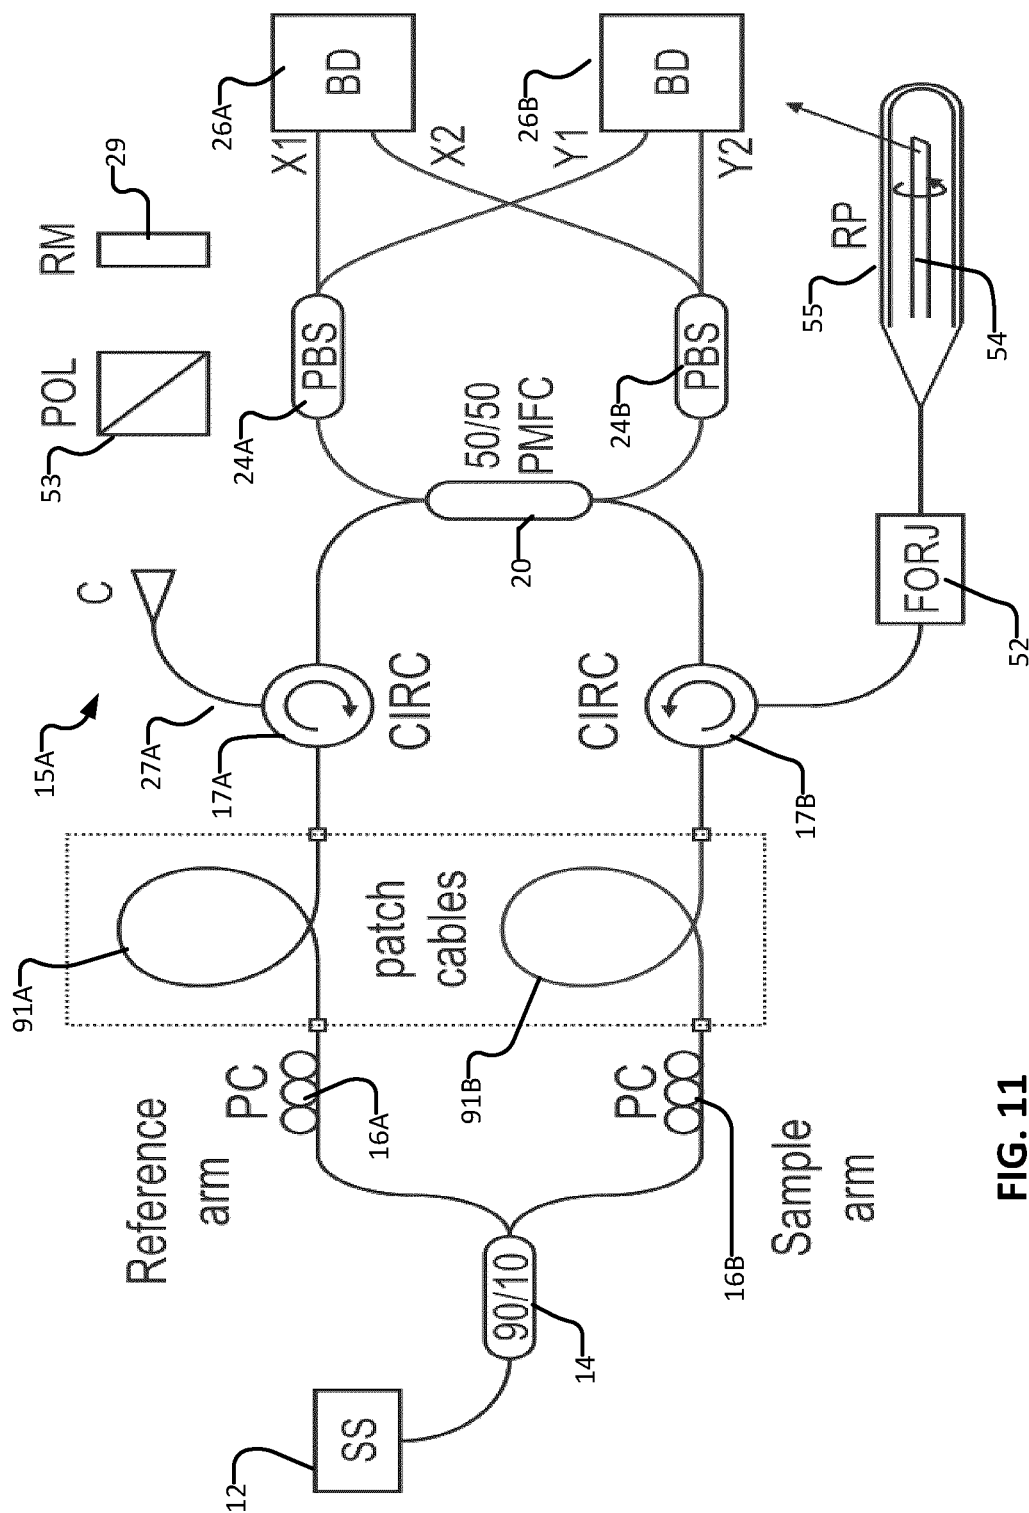 15A
C
POL
RM
53
29
27A
91A
17A
24A
26A
BD
Reference
arm
PC
16A
CIRC
PBS
X1
X2
patch
cables
50/50
PMFC
SS
12
90/10
14
20
91B
CIRC
24B
26B
BD
Y1
Y2
PC
16B
17B
PBS
Sample
arm
RP
55
FORJ
52
54
FIG. 11